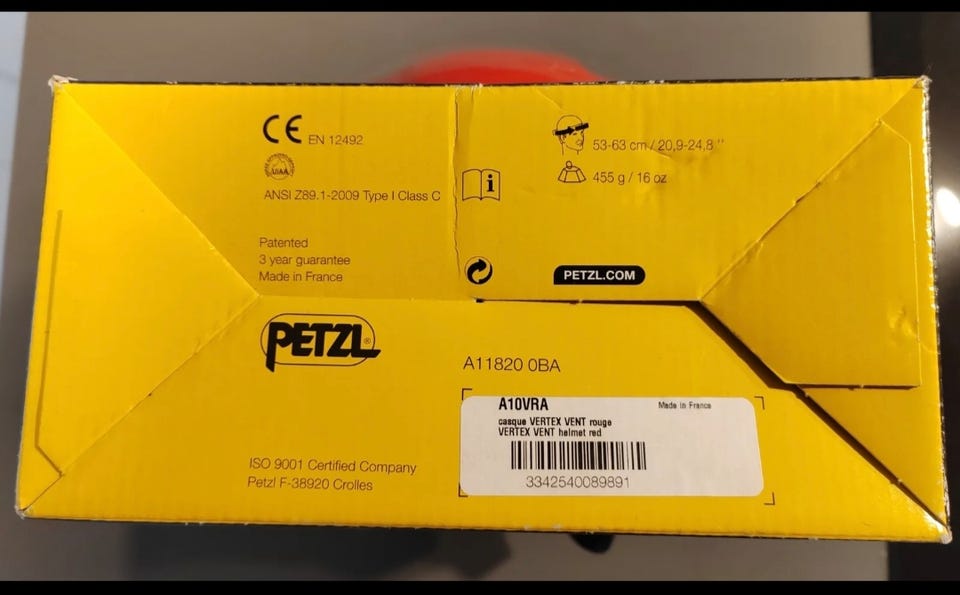 CE EN 12492
UIAA
ANSI Z89.1-2009 Type I Class C
Patented
3 year guarantee
Made in France
i
53-63 cm / 20,9-24,8 ''
455 g / 16 oz
PETZL.COM
PETZL®
A11820 0BA
A10VRA Made in France
casque VERTEX VENT rouge
VERTEX VENT helmet red
3342540089891
ISO 9001 Certified Company
Petzl F-38920 Crolles